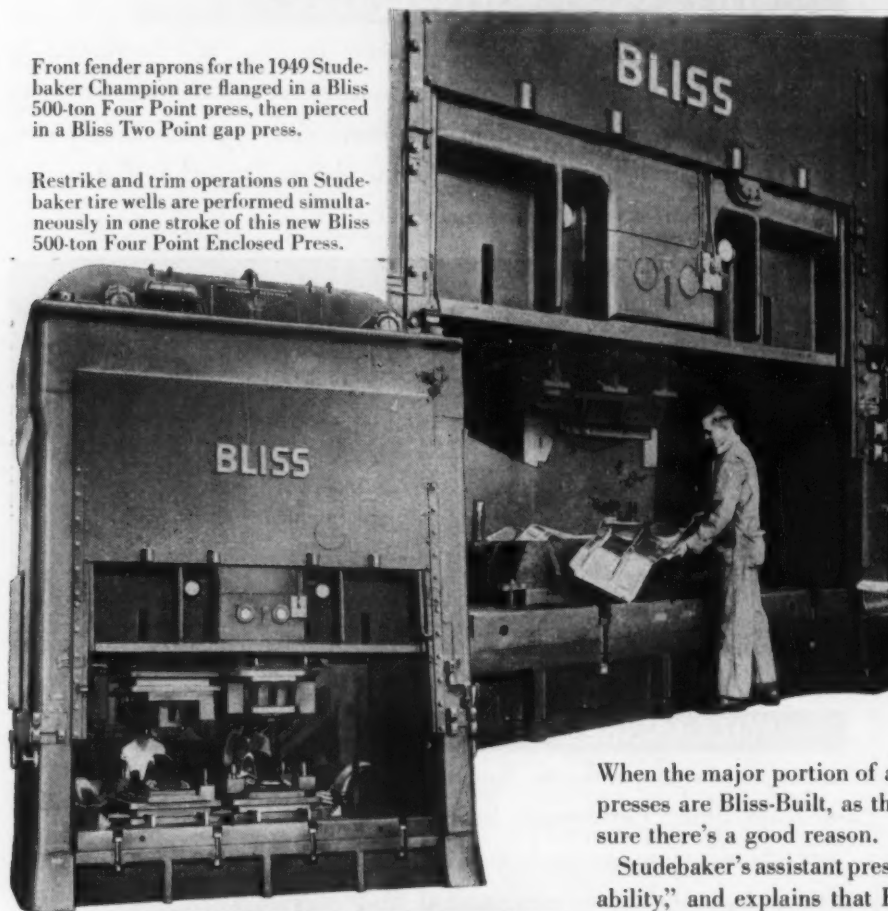 Front fender aprons for the 1949 Stude-
baker Champion are flanged in a Bliss
500-ton Four Point press, then pierced
in a Bliss Two Point gap press.
Restrike and trim operations on Stude-
baker tire wells are performed simulta-
neously in one stroke of this new Bliss
500-ton Four Point Enclosed Press.
BLISS
BLISS
When the major portion of a
presses are Bliss-Built, as th
sure there's a good reason.
Studebaker's assistant pres
ability," and explains that